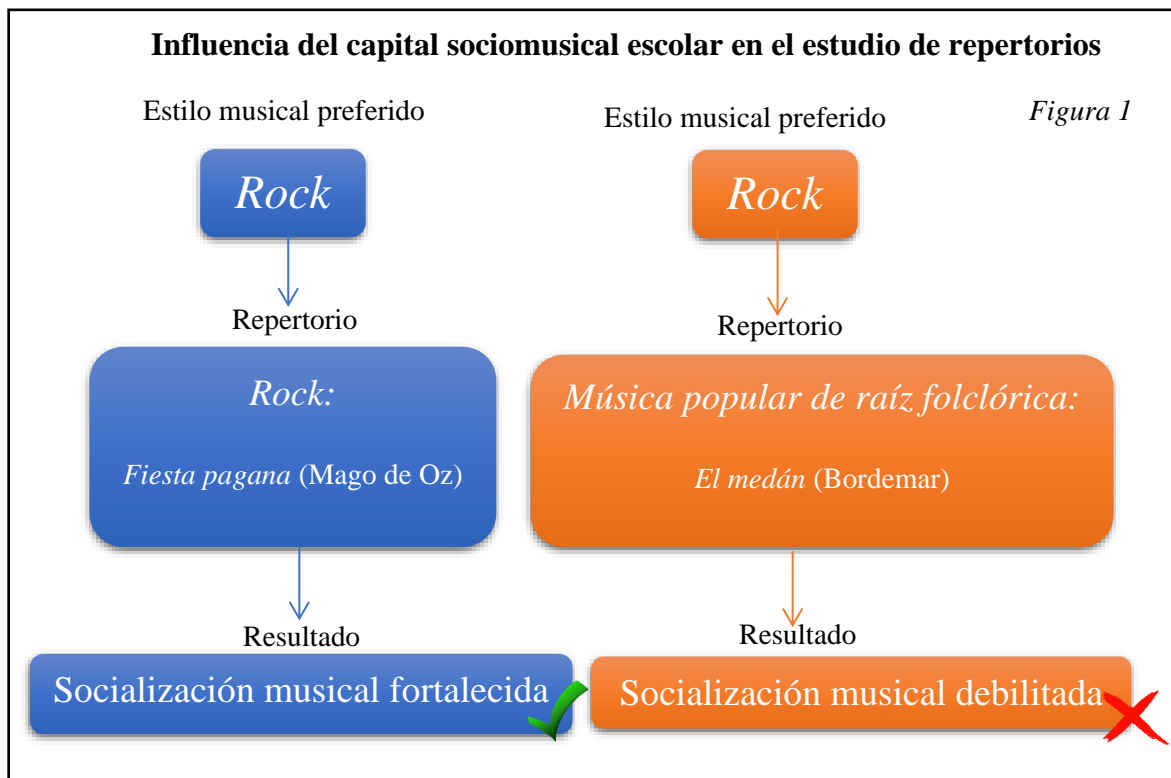 Influencia del capital sociomusical escolar en el estudio de repertorios
Figura 1
Estilo musical preferido
Rock
Repertorio
Rock:
Fiesta pagana (Mago de Oz)
Resultado
Socialización musical fortalecida
Estilo musical preferido
Rock
Repertorio
Música popular de raíz folclórica:
El medán (Bordemar)
Resultado
Socialización musical debilitada